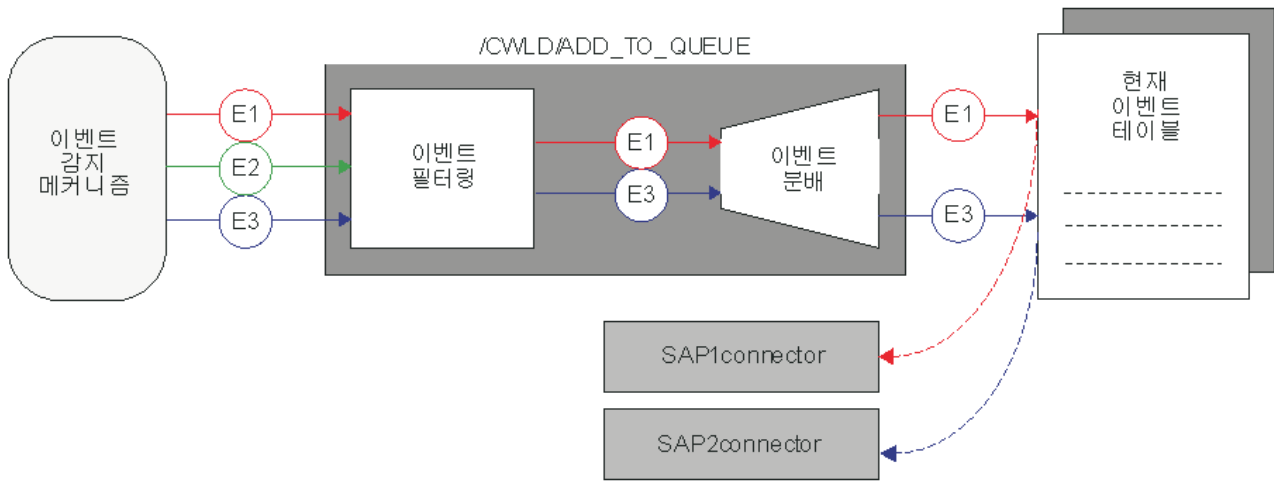 /CWLD/ADD_TO_QUEUE
이벤트
감지
메커니즘
E1
E2
E3
이벤트
필터링
E1
E3
이벤트
분배
E1
E3
현재
이벤트
테이블
SAP1connector
SAP2connector